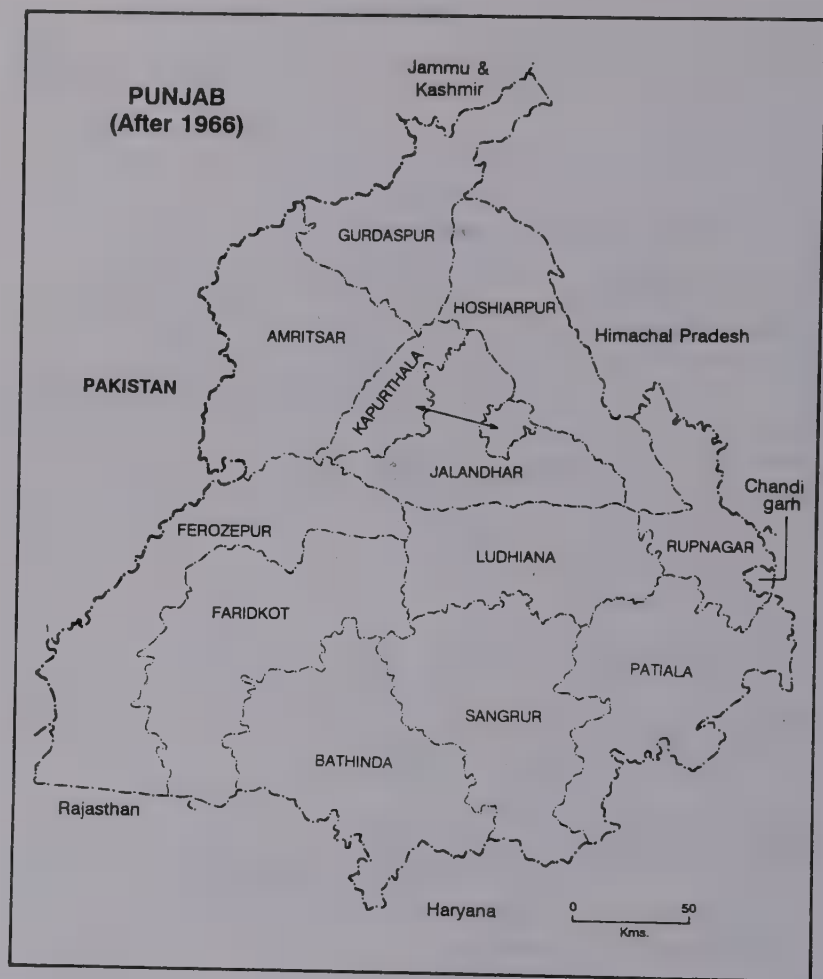 PUNJAB
(After 1966)
Jammu &
Kashmir
GURDASPUR
HOSHIARPUR
AMRITSAR
Himachal Pradesh
KAPURTHALA
PAKISTAN
JALANDHAR
Chandi
garh
FEROZEPUR
LUDHIANA
RUPNAGAR
FARIDKOT
PATIALA
SANGRUR
BATHINDA
Rajasthan
Haryana
0 50
Kms.